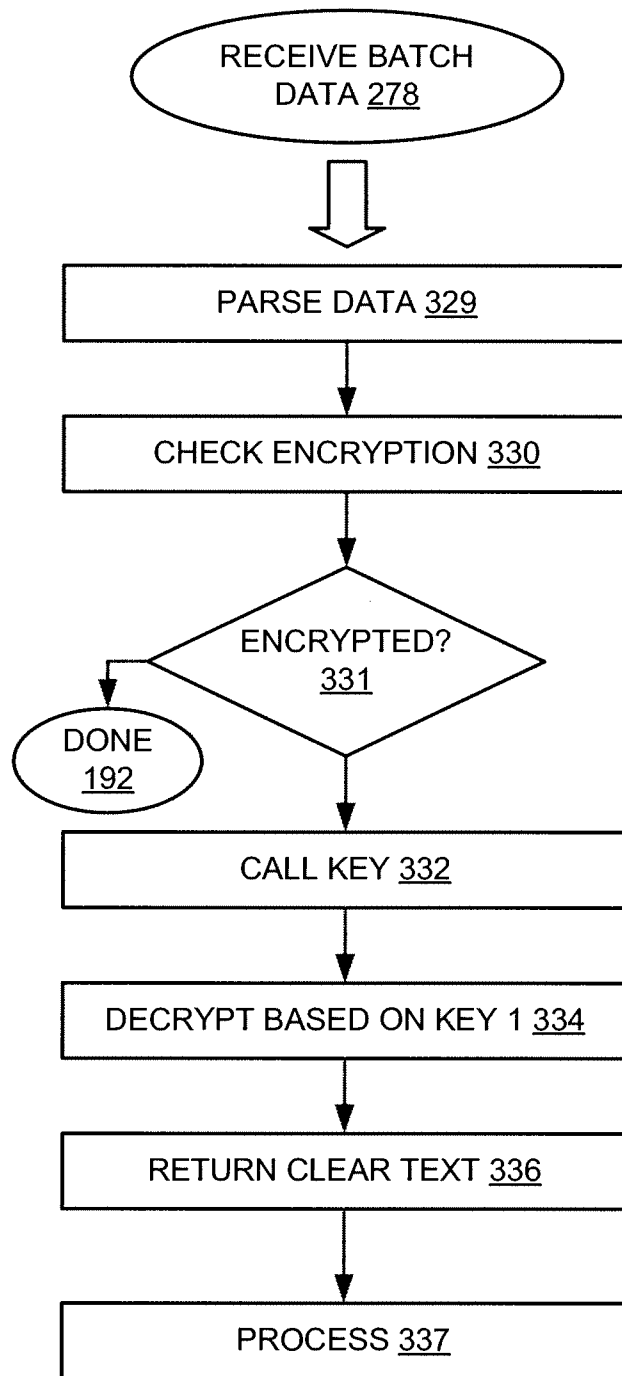 RECEIVE BATCH
DATA 278
PARSE DATA 329
CHECK ENCRYPTION 330
ENCRYPTED?
331
DONE
192
CALL KEY 332
DECRYPT BASED ON KEY 1 334
RETURN CLEAR TEXT 336
PROCESS 337